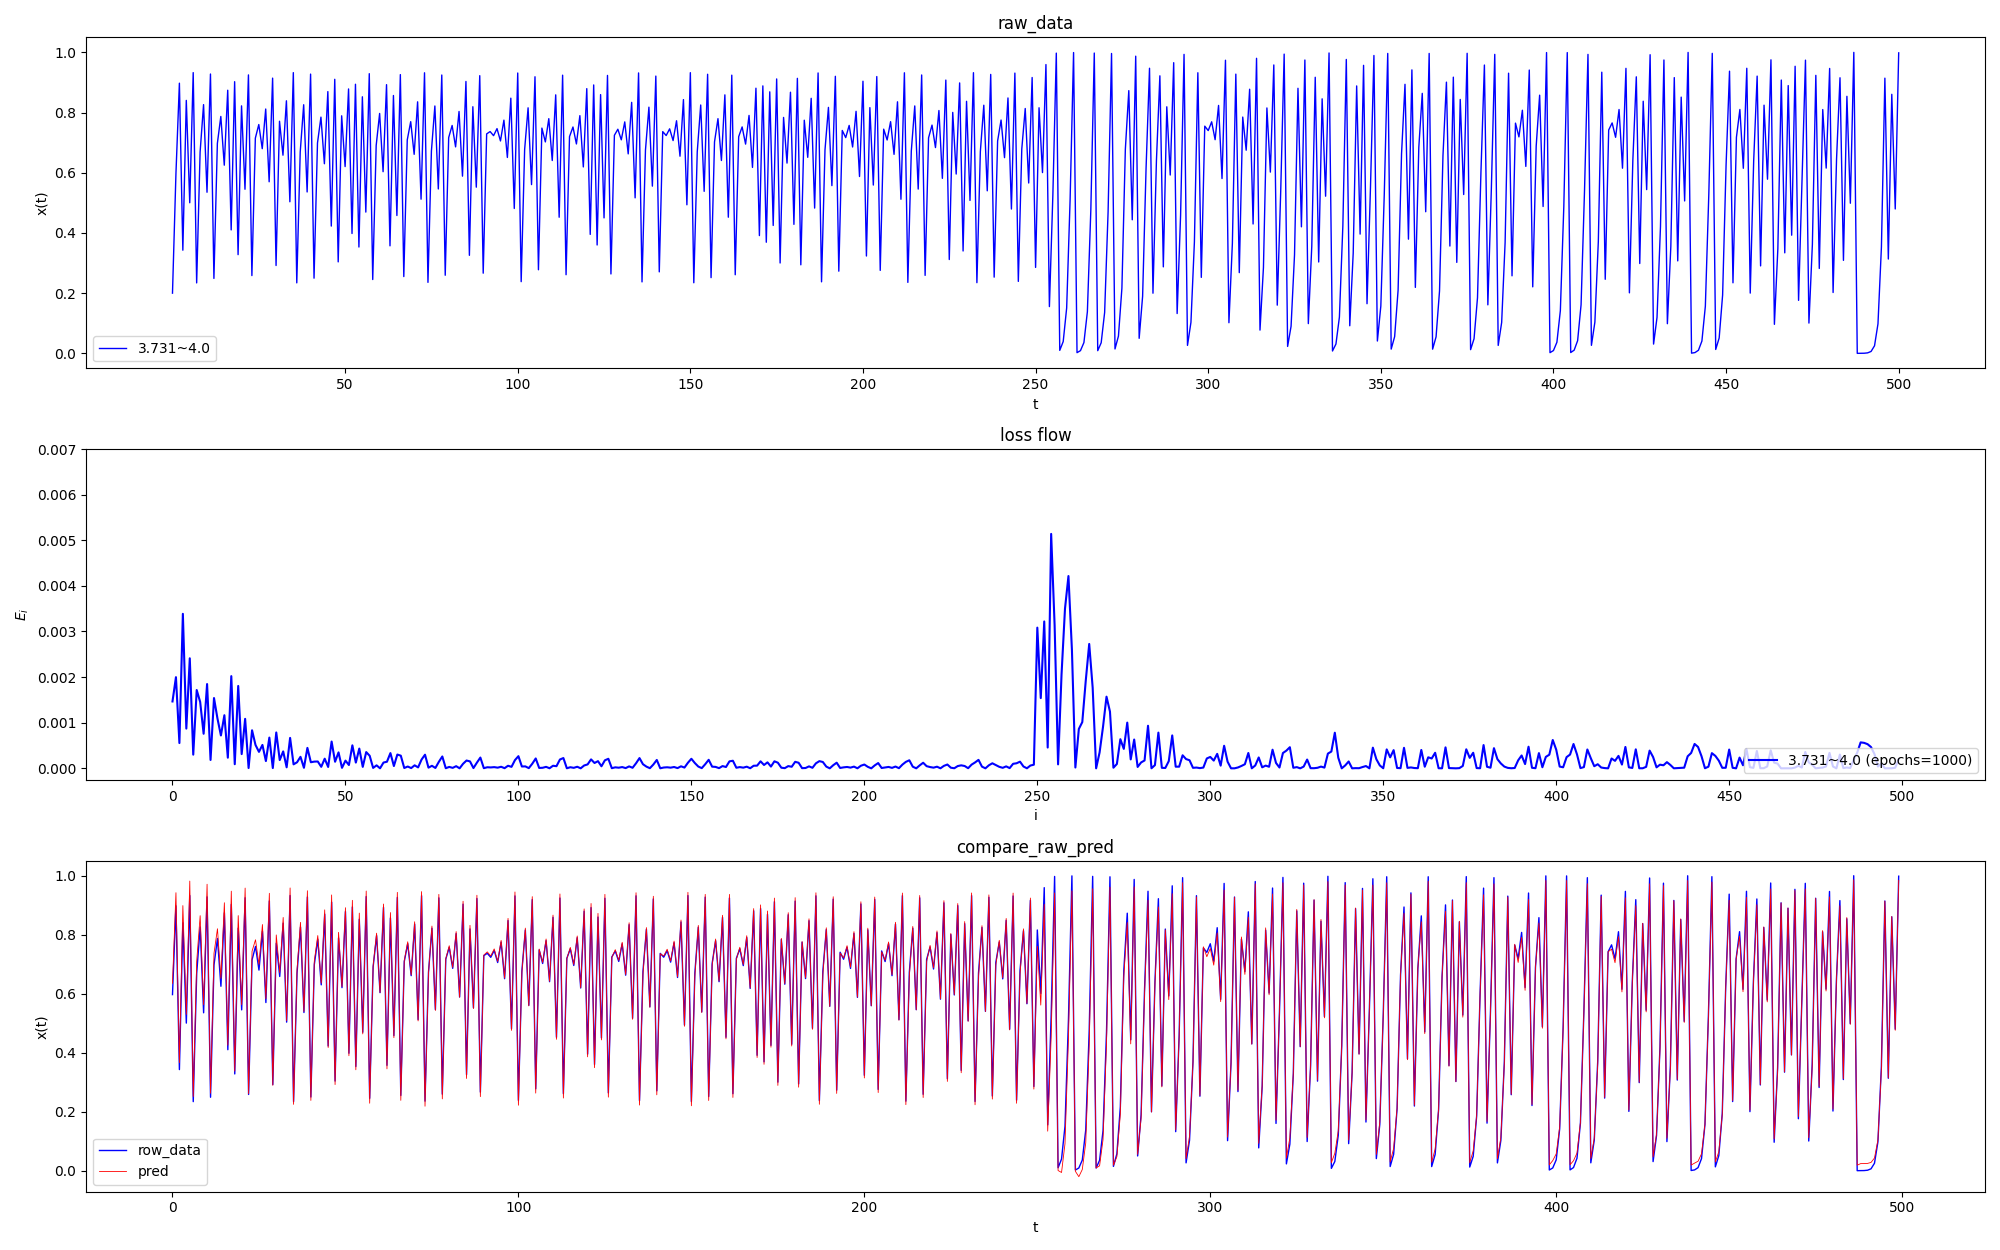 raw_data
1.0
0.8
0.6
0.4
0.2
0.0
x(t)
3.731~4.0
50 100 150 200 250 300 350 400 450 500
t
loss flow
0.007
0.006
0.005
0.004
0.003
0.002
0.001
0.000
E_i
3.731~4.0 (epochs=1000)
0 50 100 150 200 250 300 350 400 450 500
i
compare_raw_pred
1.0
0.8
0.6
0.4
0.2
0.0
x(t)
row_data
pred
0 100 200 300 400 500
t